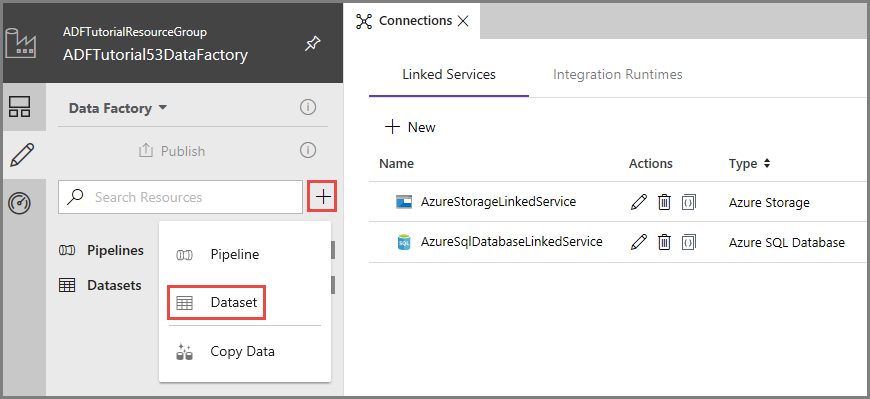 ADFTutorialResourceGroup
ADFTutorial53DataFactory
Data Factory
Publish
Search Resources
Pipelines
Datasets
Pipeline
Dataset
Copy Data
Connections
Linked Services Integration Runtimes
New
Name Actions Type
AzureStorageLinkedService Azure Storage
SQL AzureSqlDatabaseLinkedService Azure SQL Database